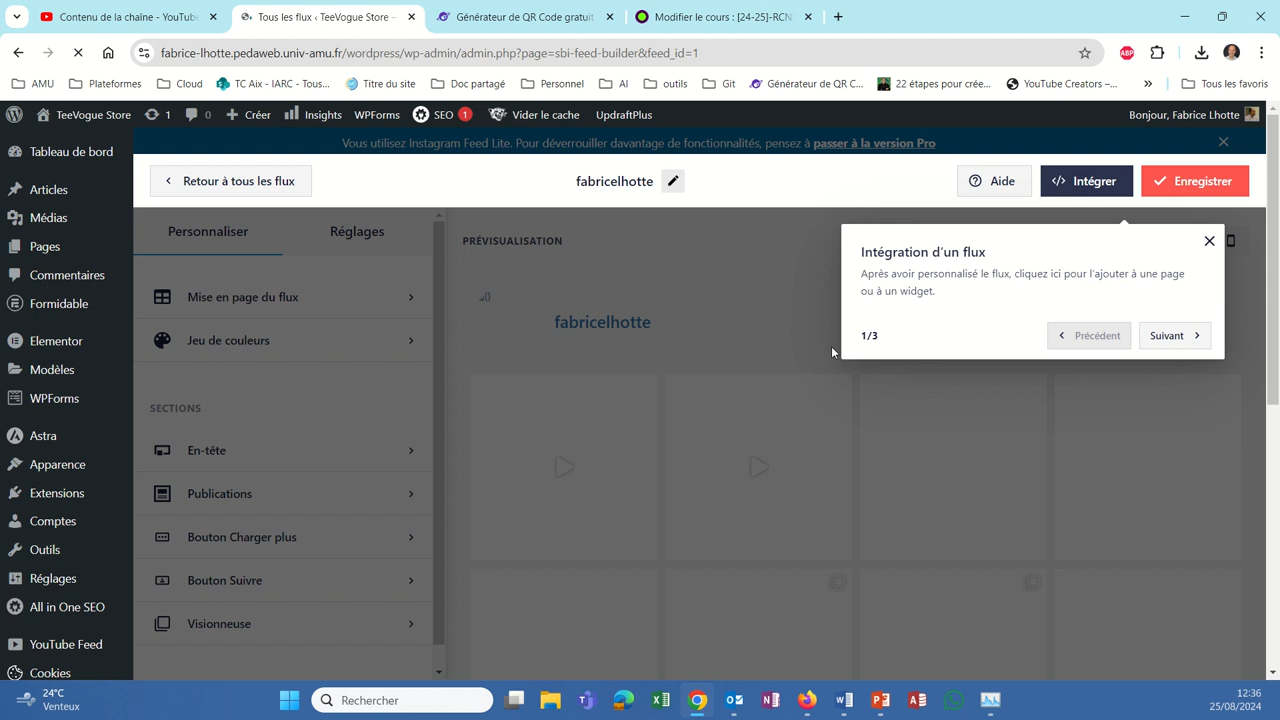 Contenu de la chaîne - YouTube
Tous les flux ‹ TeeVogue Store –
Générateur de QR Code gratuit
Modifier le cours : [24-25]-RCN
fabrice-lhotte.pedaweb.univ-amu.fr/wordpress/wp-admin/admin.php?page=sbi-feed-builder&feed_id=1
ABP
AMU
Plateformes
Cloud
TC Aix – IARC - Tous...
Titre du site
Doc partagé
Personnel
AI
outils
Git
Générateur de QR C...
22 étapes pour crée...
YouTube Creators –...
Tous les favoris
TeeVogue Store
1
0
Créer
Insights
WPForms
SEO
1
Vider le cache
UpdraftPlus
Bonjour, Fabrice Lhotte
Vous utilisez Instagram Feed Lite. Pour déverrouiller davantage de fonctionnalités, pensez à passer à la version Pro
Tableau de bord
Articles
Médias
Pages
Commentaires
Formidable
Elementor
Modèles
WPForms
Astra
Apparence
Extensions
Comptes
Outils
Réglages
All in One SEO
YouTube Feed
Cookies
Retour à tous les flux
fabricelhotte
Aide
Intégrer
Enregistrer
Personnaliser
Réglages
Mise en page du flux
Jeu de couleurs
SECTIONS
En-tête
Publications
Bouton Charger plus
Bouton Suivre
Visionneuse
PRÉVISUALISATION
fabricelhotte
Intégration d’un flux
Après avoir personnalisé le flux, cliquez ici pour l’ajouter à une page
ou à un widget.
1/3
Précédent
Suivant
24°C
Venteux
Rechercher
12:36
25/08/2024